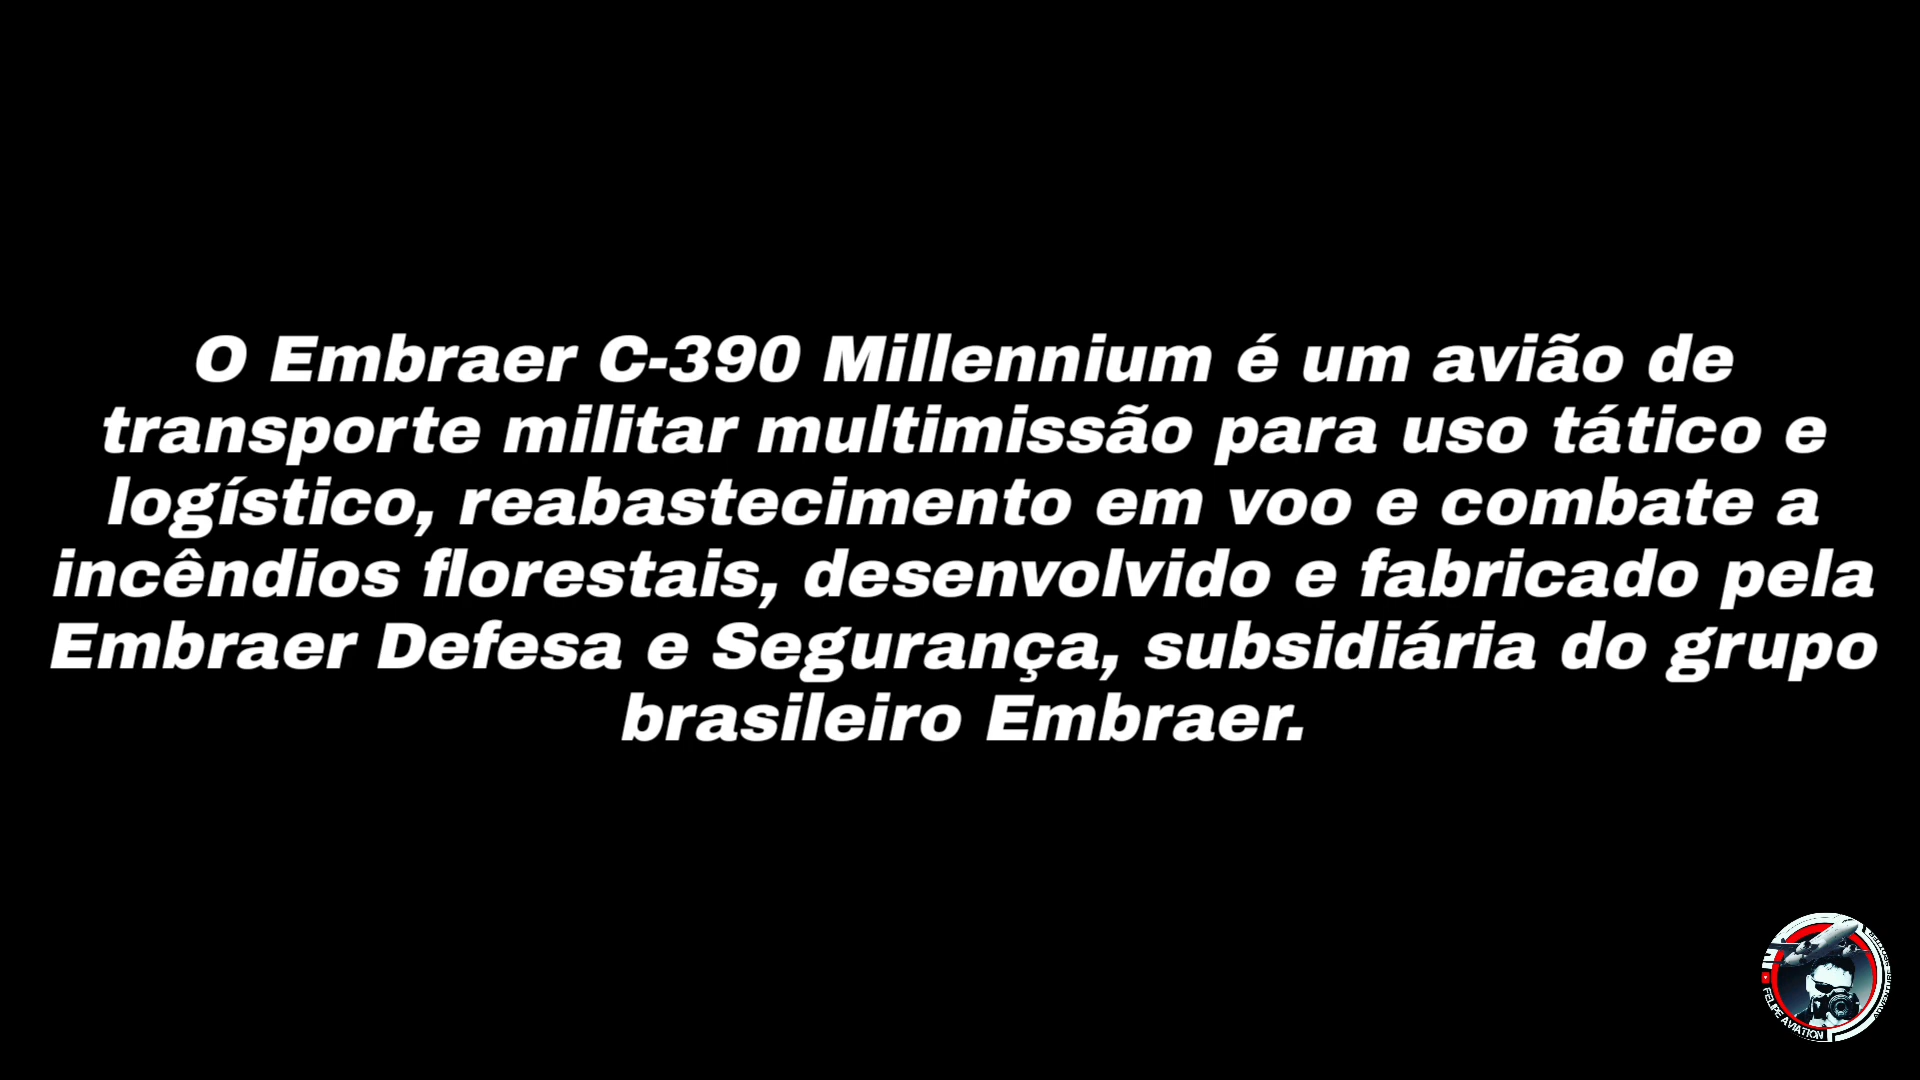 O Embraer C-390 Millennium é um avião de
transporte militar multimissão para uso tático e
logístico, reabastecimento em voo e combate a
incêndios florestais, desenvolvido e fabricado pela
Embraer Defesa e Segurança, subsidiária do grupo
brasileiro Embraer.
FELIPE AVIATION